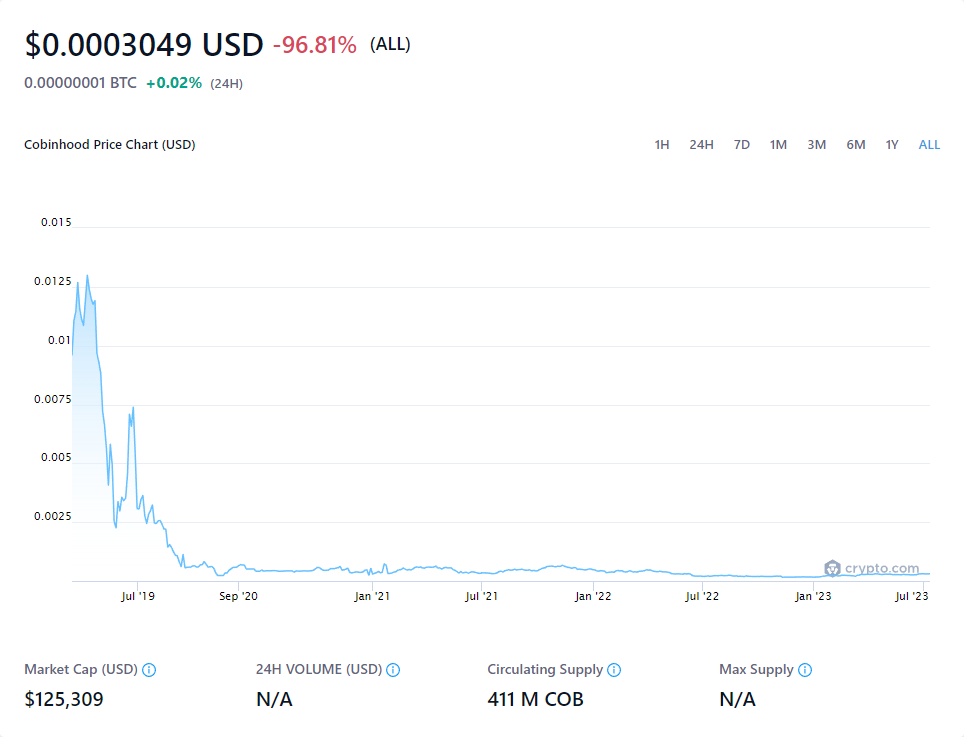 $0.0003049 USD -96.81% (ALL)
0.00000001 BTC +0.02% (24H)
Cobinhood Price Chart (USD) 1H 24H 7D 1M 3M 6M 1Y ALL
0.015
0.0125
0.01
0.0075
0.005
0.0025
crypto.com
Jul '19 Sep '20 Jan '21 Jul '21 Jan '22 Jul '22 Jan '23 Jul '23
Market Cap (USD) 24H VOLUME (USD) Circulating Supply Max Supply
$125,309 N/A 411 M COB N/A